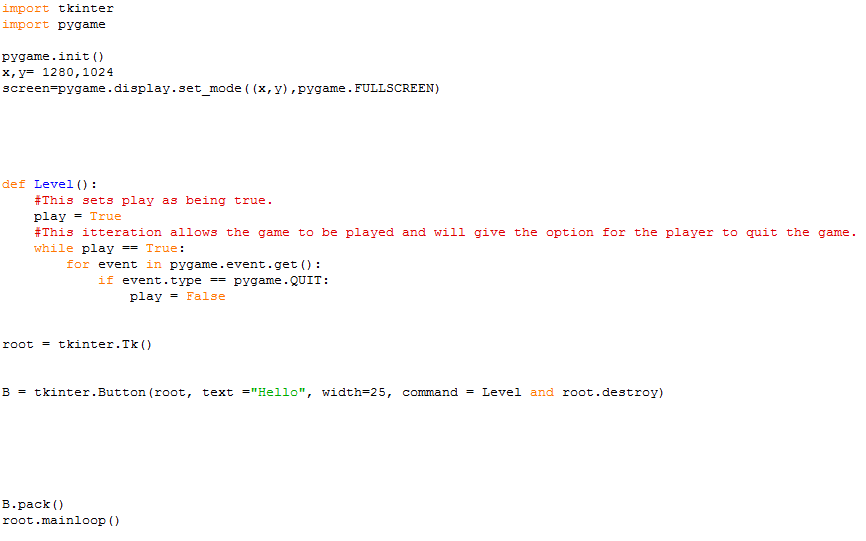 import tkinter
import pygame
pygame.init()
x,y= 1280,1024
screen=pygame.display.set_mode((x,y),pygame.FULLSCREEN)
def Level():
    #This sets play as being true.
    play = True
    #This itteration allows the game to be played and will give the option for the player to quit the game.
    while play == True:
        for event in pygame.event.get():
            if event.type == pygame.QUIT:
                play = False
root = tkinter.Tk()
B = tkinter.Button(root, text ="Hello", width=25, command = Level and root.destroy)
B.pack()
root.mainloop()